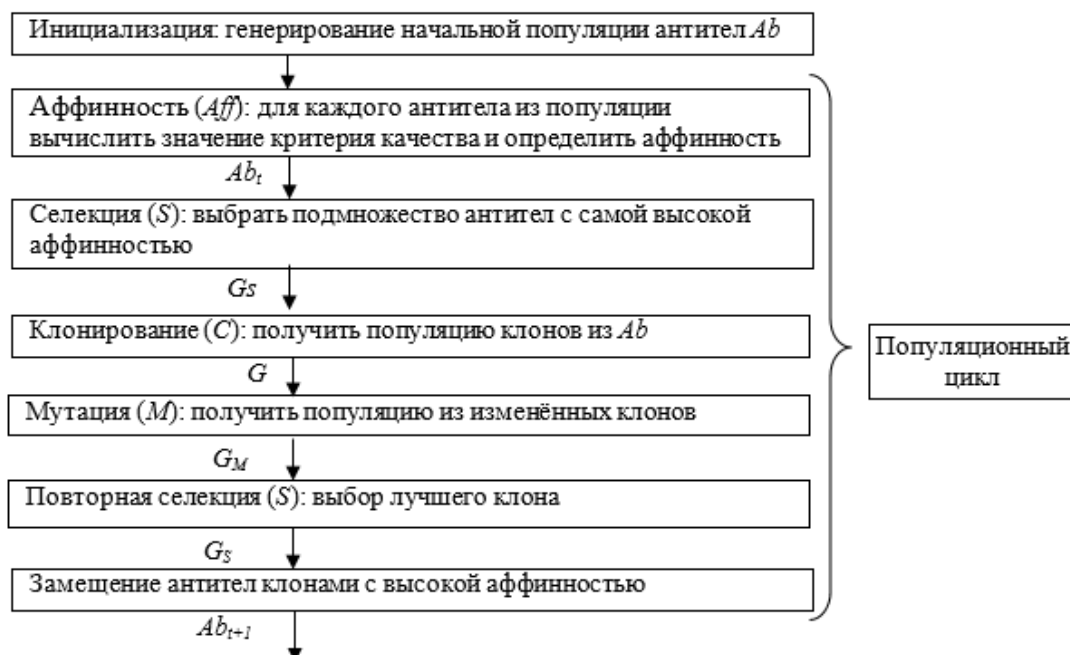 Инициализация: генерирование начальной популяции антител Ab
Аффинность (Aff): для каждого антитела из популяции
вычислить значение критерия качества и определить аффинность
Ab_t
Селекция (S): выбрать подмножество антител с самой высокой
аффинностью
Gs
Клонирование (C): получить популяцию клонов из Ab
G
Мутация (M): получить популяцию из изменённых клонов
G_M
Повторная селекция (S): выбор лучшего клона
G_S
Замещение антител клонами с высокой аффинностью
Ab_{t+1}
Популяционный
цикл